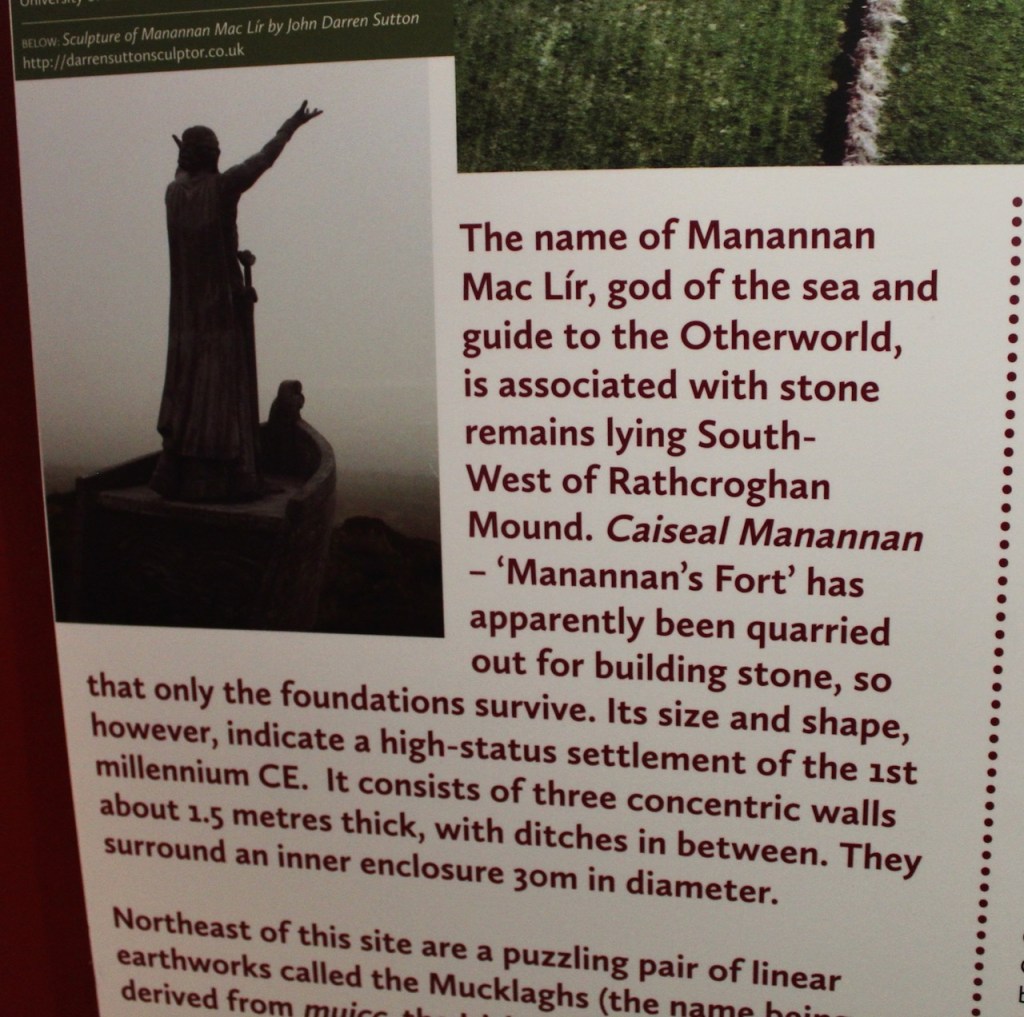 University
BELOW: Sculpture of Manannan Mac Lír by John Darren Sutton
http://darrensuttonsculptor.co.uk
The name of Manannan
Mac Lír, god of the sea and
guide to the Otherworld,
is associated with stone
remains lying South-
West of Rathcroghan
Mound. Caiseal Manannan
– ‘Manannan’s Fort’ has
apparently been quarried
out for building stone, so
that only the foundations survive. Its size and shape,
however, indicate a high-status settlement of the 1st
millennium CE. It consists of three concentric walls
about 1.5 metres thick, with ditches in between. They
surround an inner enclosure 30m in diameter.
Northeast of this site are a puzzling pair of linear
earthworks called the Mucklaghs (the name being
derived from